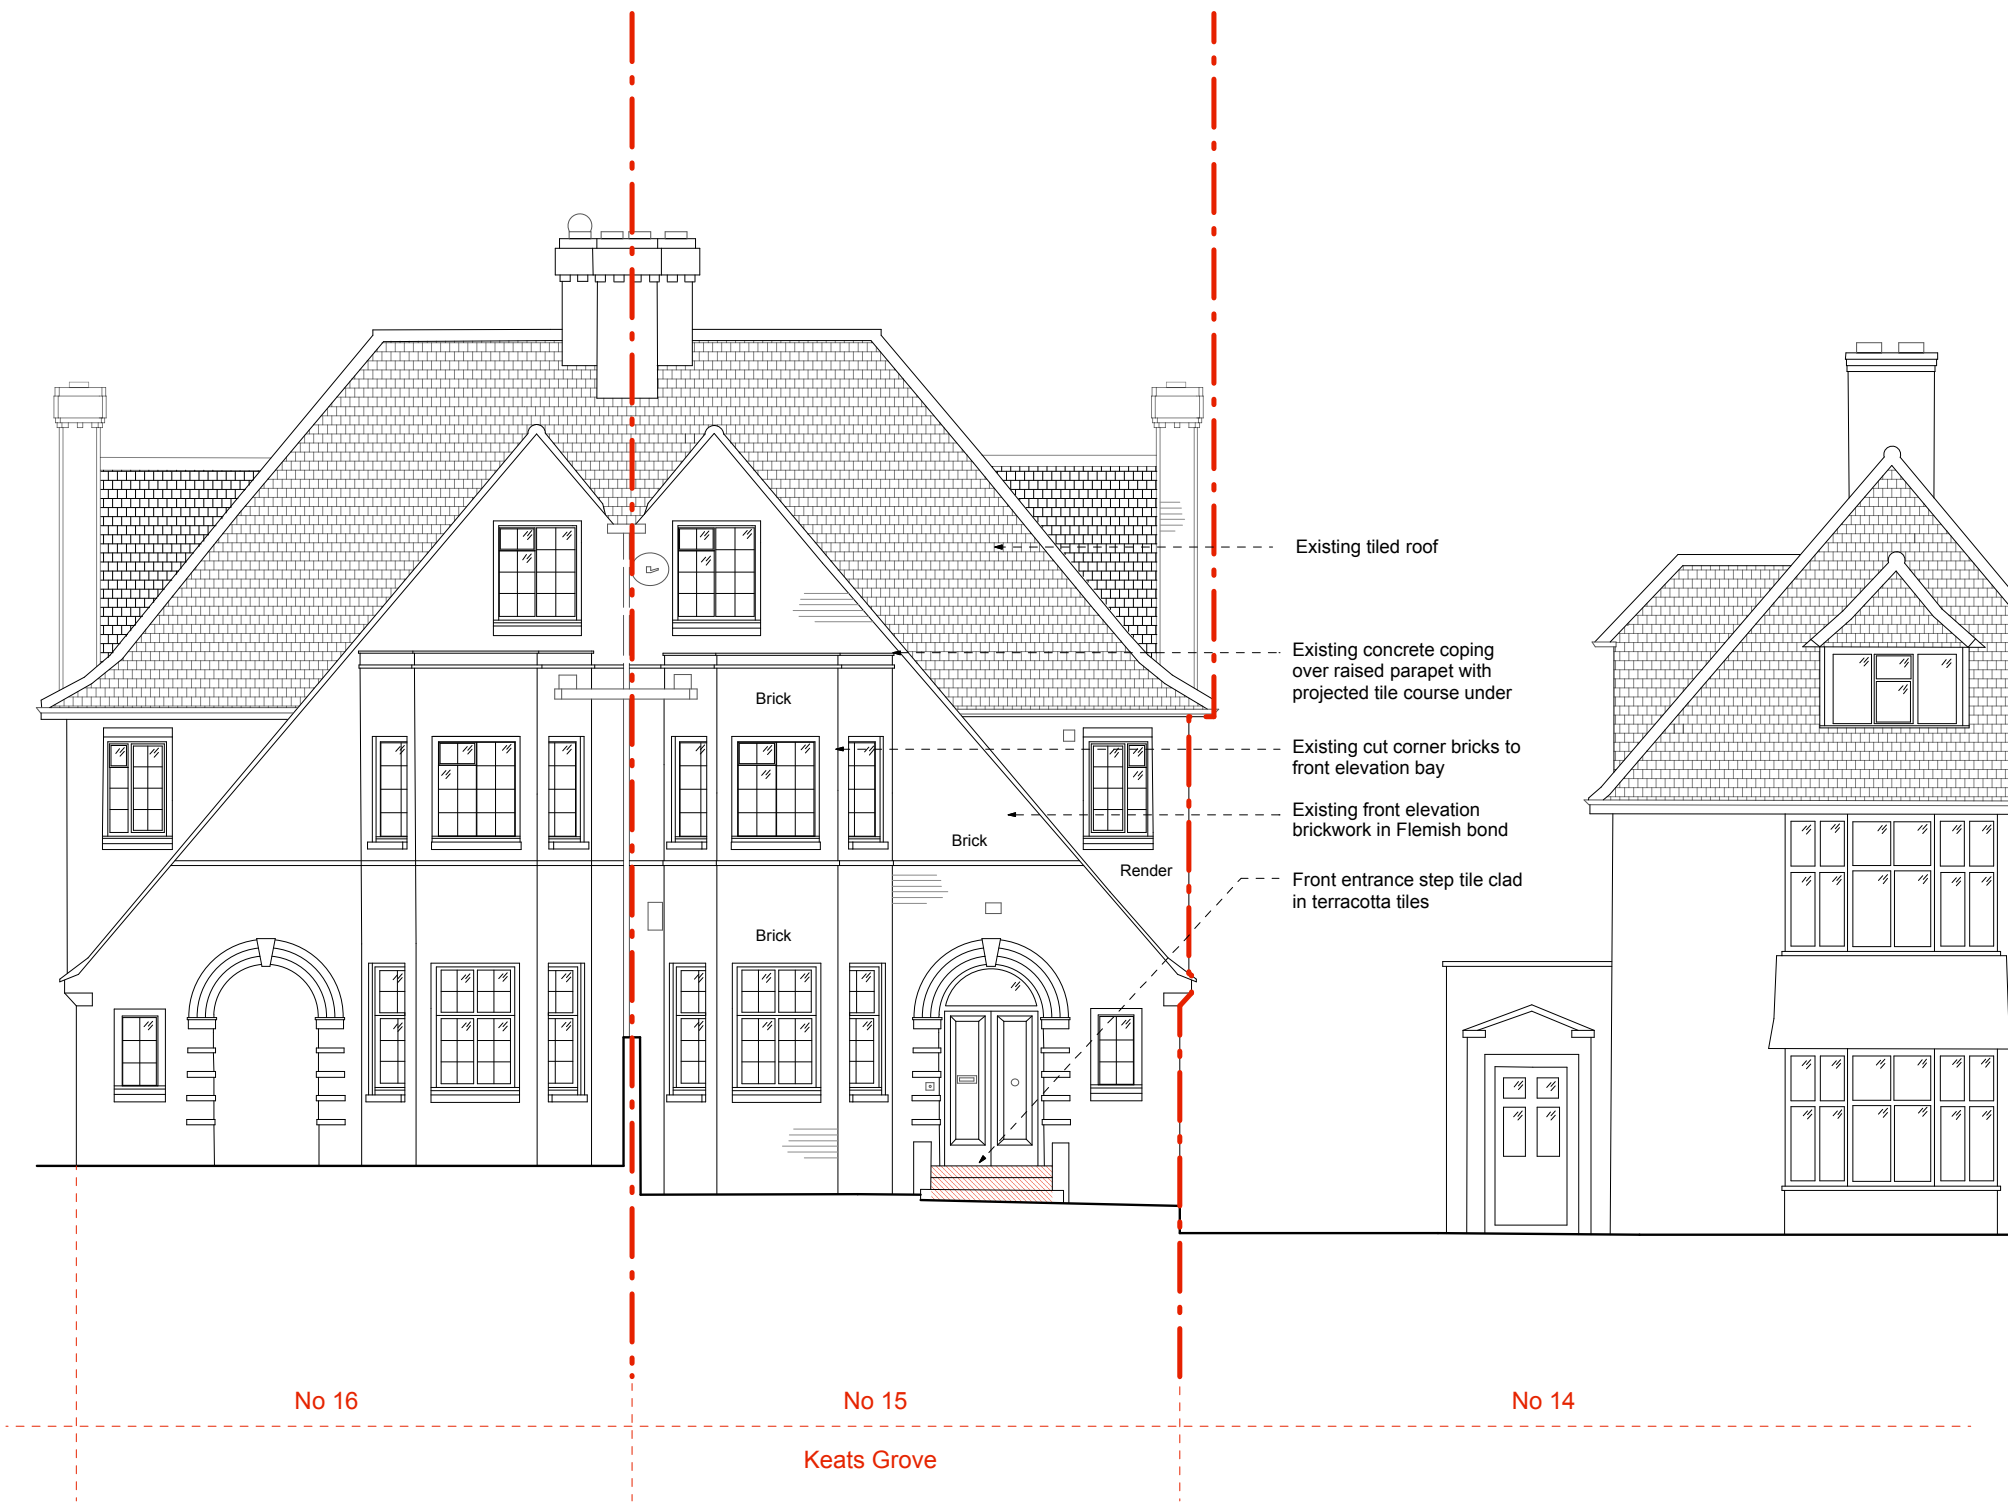 Existing tiled roof
Existing concrete coping
over raised parapet with
projected tile course under
Brick
Existing cut corner bricks to
front elevation bay
Existing front elevation
brickwork in Flemish bond
Brick
Render
Front entrance step tile clad
in terracotta tiles
Brick
No 16
No 15
No 14
Keats Grove